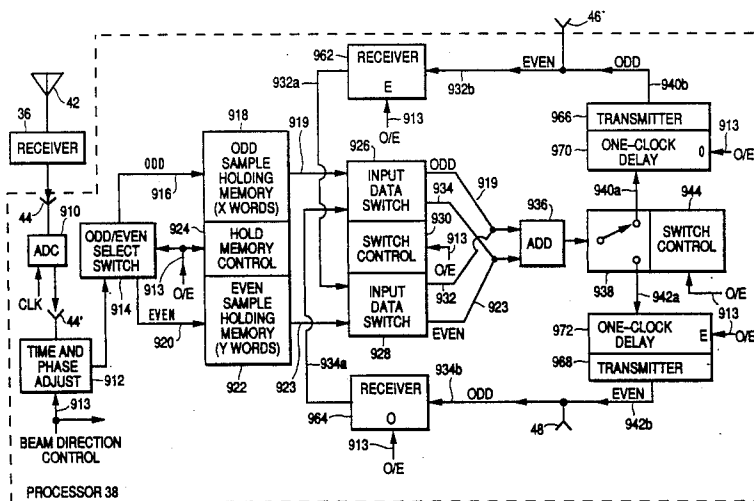 46'
962
RECEIVER
E
932a
EVEN
932b
ODD
940b
913
O/E
36
42
RECEIVER
966
TRANSMITTER
970
ONE-CLOCK
DELAY
O
913
O/E
918
ODD
SAMPLE
HOLDING
MEMORY
(X WORDS)
919
926
INPUT
DATA
SWITCH
ODD
934
919
940a
944
ODD
916
44
910
ADC
CLK
44'
ODD/EVEN
SELECT
SWITCH
914
924
HOLD
MEMORY
CONTROL
913
O/E
930
SWITCH
CONTROL
913
O/E
932
936
ADD
938
SWITCH
CONTROL
O/E
942a
913
EVEN
920
EVEN
SAMPLE
HOLDING
MEMORY
(Y WORDS)
922
923
INPUT
DATA
SWITCH
928
923
EVEN
972
ONE-CLOCK
DELAY
E
O/E
968
TRANSMITTER
TIME AND
PHASE
ADJUST
912
913
BEAM DIRECTION
CONTROL
934a
RECEIVER
O
964
934b
ODD
EVEN
48
942b
913
O/E
PROCESSOR 38